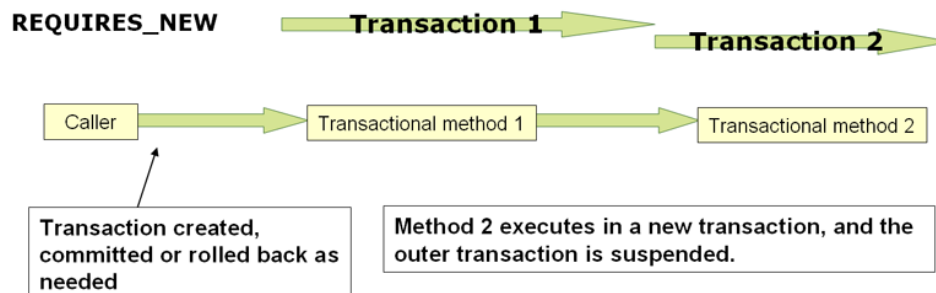 REQUIRES_NEW
Transaction 1
Transaction 2
Caller
Transactional method 1
Transactional method 2
Transaction created,
committed or rolled back as
needed
Method 2 executes in a new transaction, and the
outer transaction is suspended.